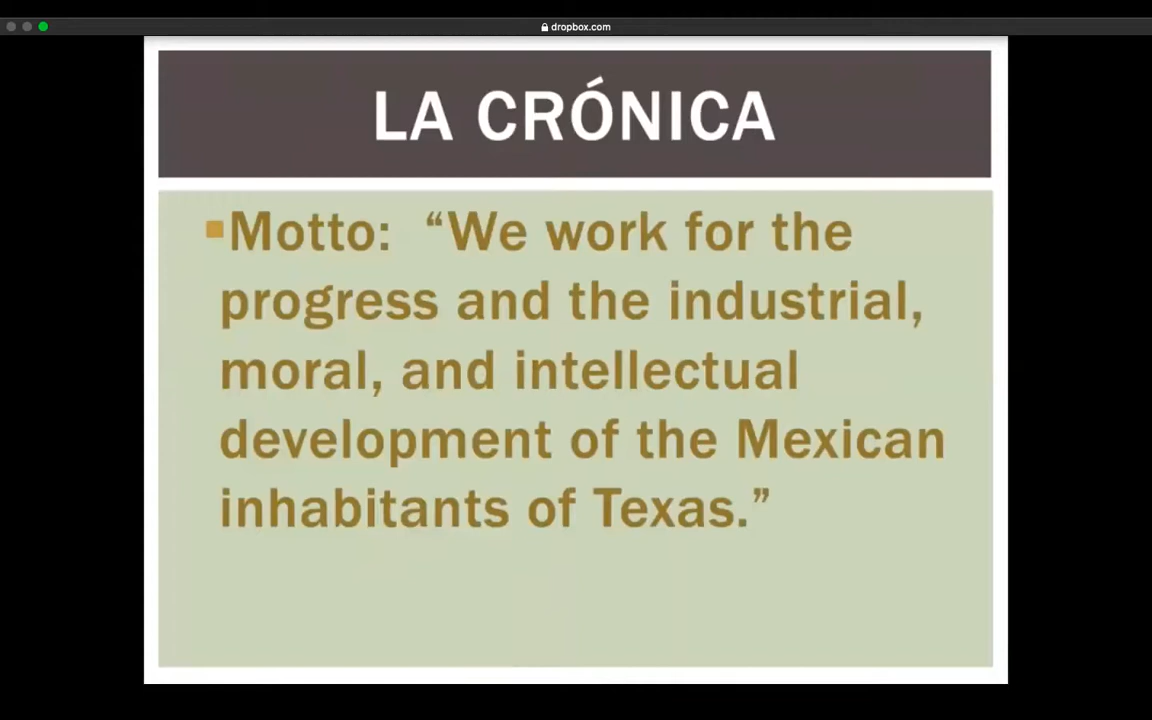 dropbox.com
LA CRÓNICA
▪Motto: “We work for the
progress and the industrial,
moral, and intellectual
development of the Mexican
inhabitants of Texas.”